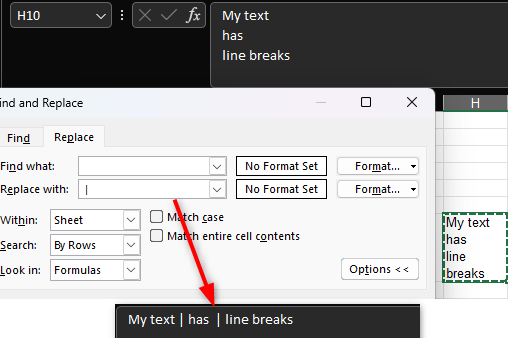 H10
fx
My text
has
line breaks
ind and Replace
Find
Replace
Find what:
No Format Set
Format...
Replace with:
|
No Format Set
Format...
Within:
Sheet
Match case
Search:
By Rows
Match entire cell contents
Look in:
Formulas
Options <<
H
My text
has
line
breaks
My text | has | line breaks